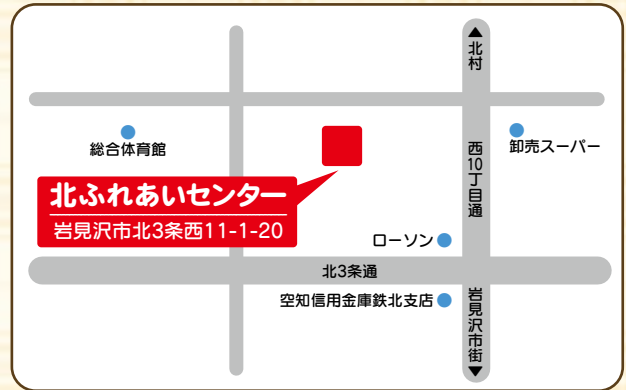 ▲北村
総合体育館
卸売スーパー
西10丁目通
北ふれあいセンター
岩見沢市北3条西11-1-20
ローソン
北3条通
空知信用金庫鉄北支店
岩見沢市街▼